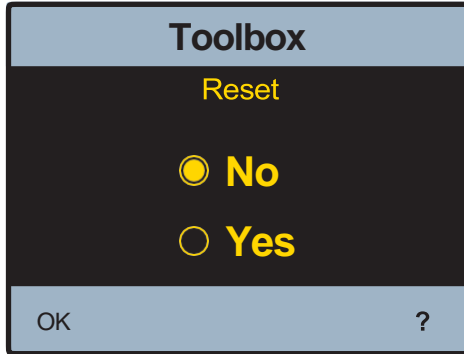 Toolbox
Reset
No
Yes
OK ?